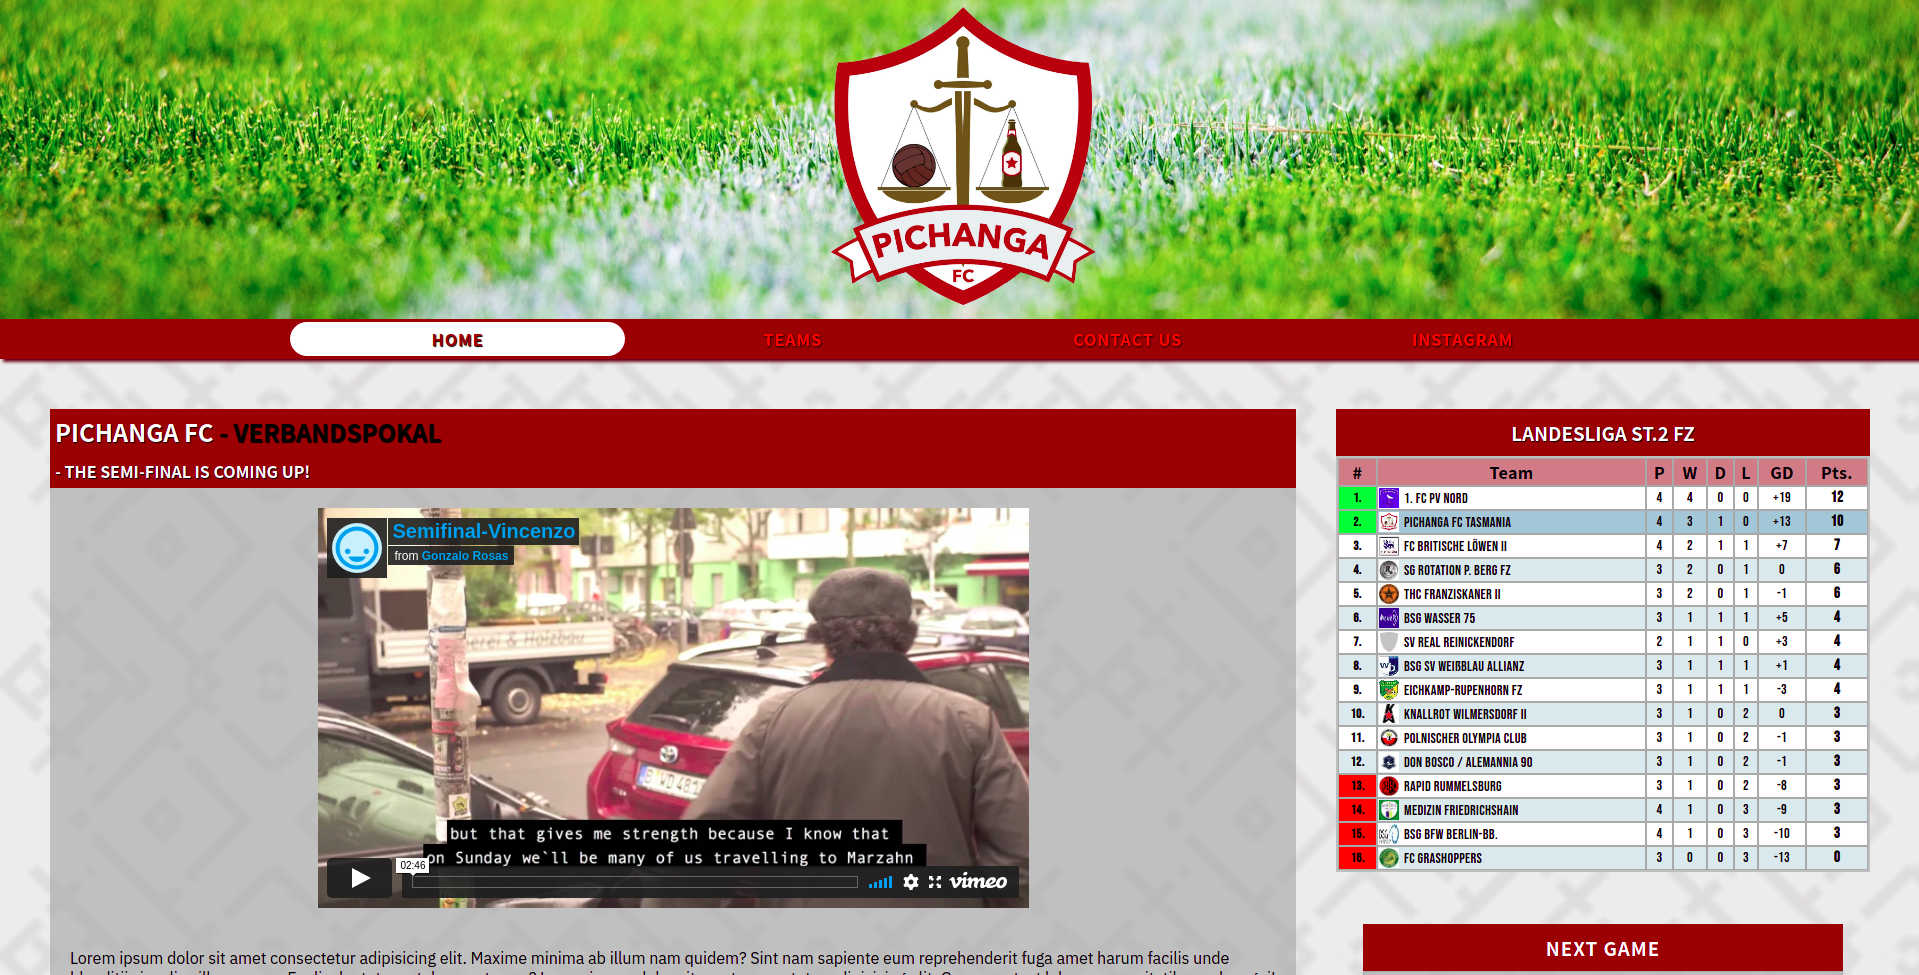 PICHANGA
FC
HOME
TEAMS
CONTACT US
INSTAGRAM
PICHANGA FC - VERBANDSPOKAL
- THE SEMI-FINAL IS COMING UP!
Semifinal-Vincenzo
from Gonzalo Rosas
erei & Holzbau
but that gives me strength because I know that
on Sunday we`ll be many of us travelling to Marzahn
02:46
vimeo
Lorem ipsum dolor sit amet consectetur adipisicing elit. Maxime minima ab illum nam quidem? Sint nam sapiente eum reprehenderit fuga amet harum facilis unde
LANDESLIGA ST.2 FZ
# Team P W D L GD Pts.
1. 1. FC PV NORD 4 4 0 0 +19 12
2. PICHANGA FC TASMANIA 4 3 1 0 +13 10
3. FC BRITISCHE LÖWEN II 4 2 1 1 +7 7
4. SG ROTATION P. BERG FZ 3 2 0 1 0 6
5. THC FRANZISKANER II 3 2 0 1 -1 6
6. BSG WASSER 75 3 1 1 1 +5 4
7. SV REAL REINICKENDORF 2 1 1 0 +3 4
8. BSG SV WEIßBLAU ALLIANZ 3 1 1 1 +1 4
9. EICHKAMP-RUPENHORN FZ 3 1 1 1 -3 4
10. KNALLROT WILMERSDORF II 3 1 0 2 0 3
11. POLNISCHER OLYMPIA CLUB 3 1 0 2 -1 3
12. DON BOSCO / ALEMANNIA 90 3 1 0 2 -1 3
13. RAPID RUMMELSBURG 3 1 0 2 -8 3
14. MEDIZIN FRIEDRICHSHAIN 4 1 0 3 -9 3
15. BSG BFW BERLIN-BB. 4 1 0 3 -10 3
16. FC GRASHOPPERS 3 0 0 3 -13 0
NEXT GAME